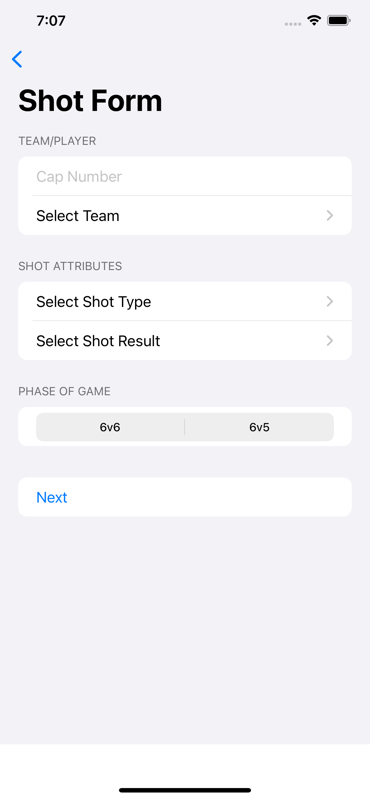 7:07
Shot Form
TEAM/PLAYER
Cap Number
Select Team
SHOT ATTRIBUTES
Select Shot Type
Select Shot Result
PHASE OF GAME
6v6 6v5
Next